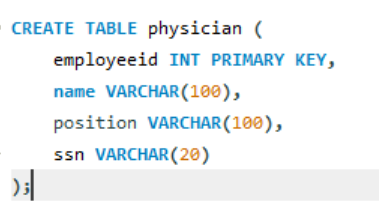 CREATE TABLE physician (
employeeid INT PRIMARY KEY,
name VARCHAR(100),
position VARCHAR(100),
ssn VARCHAR(20)
);